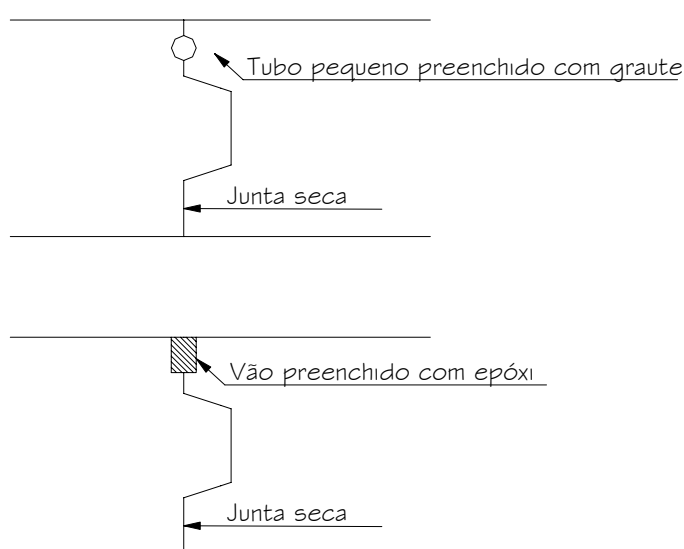 Tubo pequeno preenchido com graute
Junta seca
Vão preenchido com epóxi
Junta seca